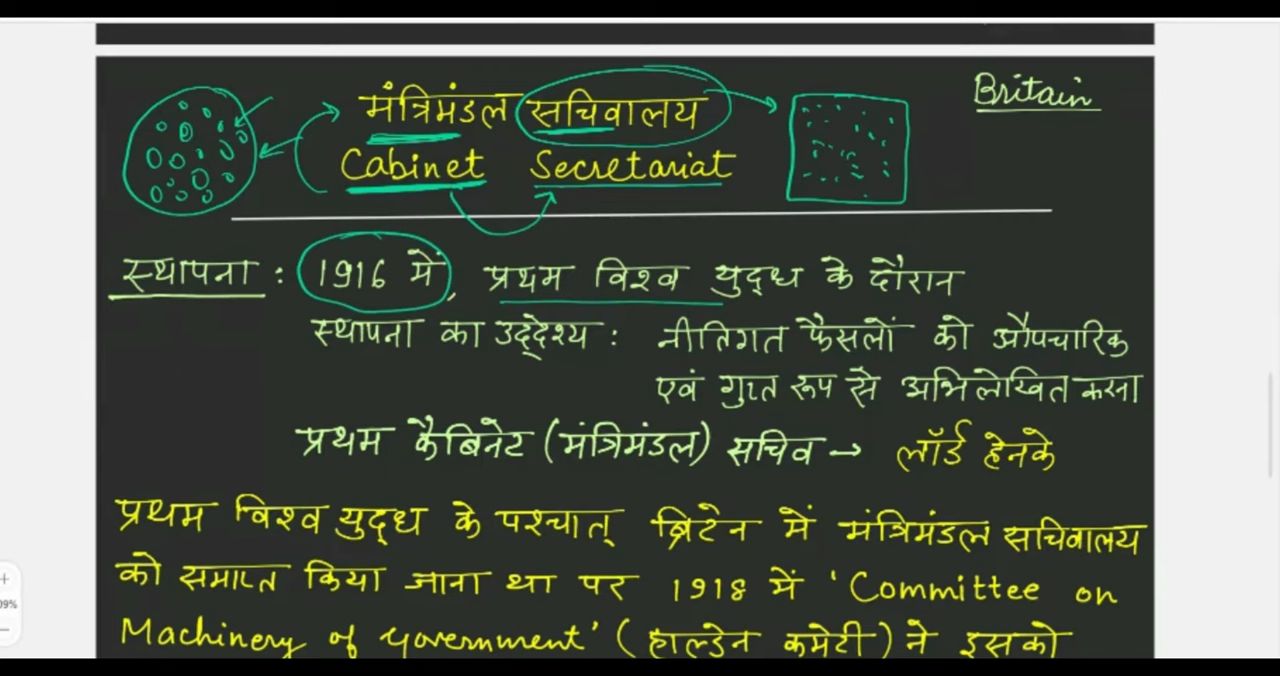 Britain
मंत्रिमंडल सचिवालय
Cabinet Secretariat
स्थापना : 1916 में, प्रथम विश्व युद्ध के दौरान
स्थापना का उद्देश्य : नीतिगत फैसलों को औपचारिक
एवं गुप्त रूप से अभिलेखित करना
प्रथम कैबिनेट (मंत्रिमंडल) सचिव → लॉर्ड हेनके
प्रथम विश्व युद्ध के पश्चात् ब्रिटेन में मंत्रिमंडल सचिवालय
को समाप्त किया जाना था पर 1918 में 'Committee on
Machinery of Government' (हाल्डेन कमेटी) ने इसको
+
09%
–